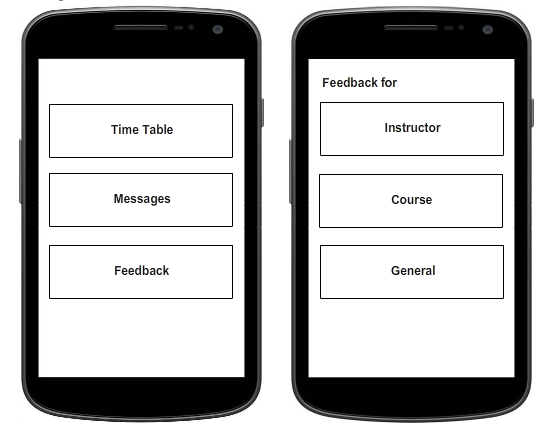 Time Table
Messages
Feedback
Feedback for
Instructor
Course
General